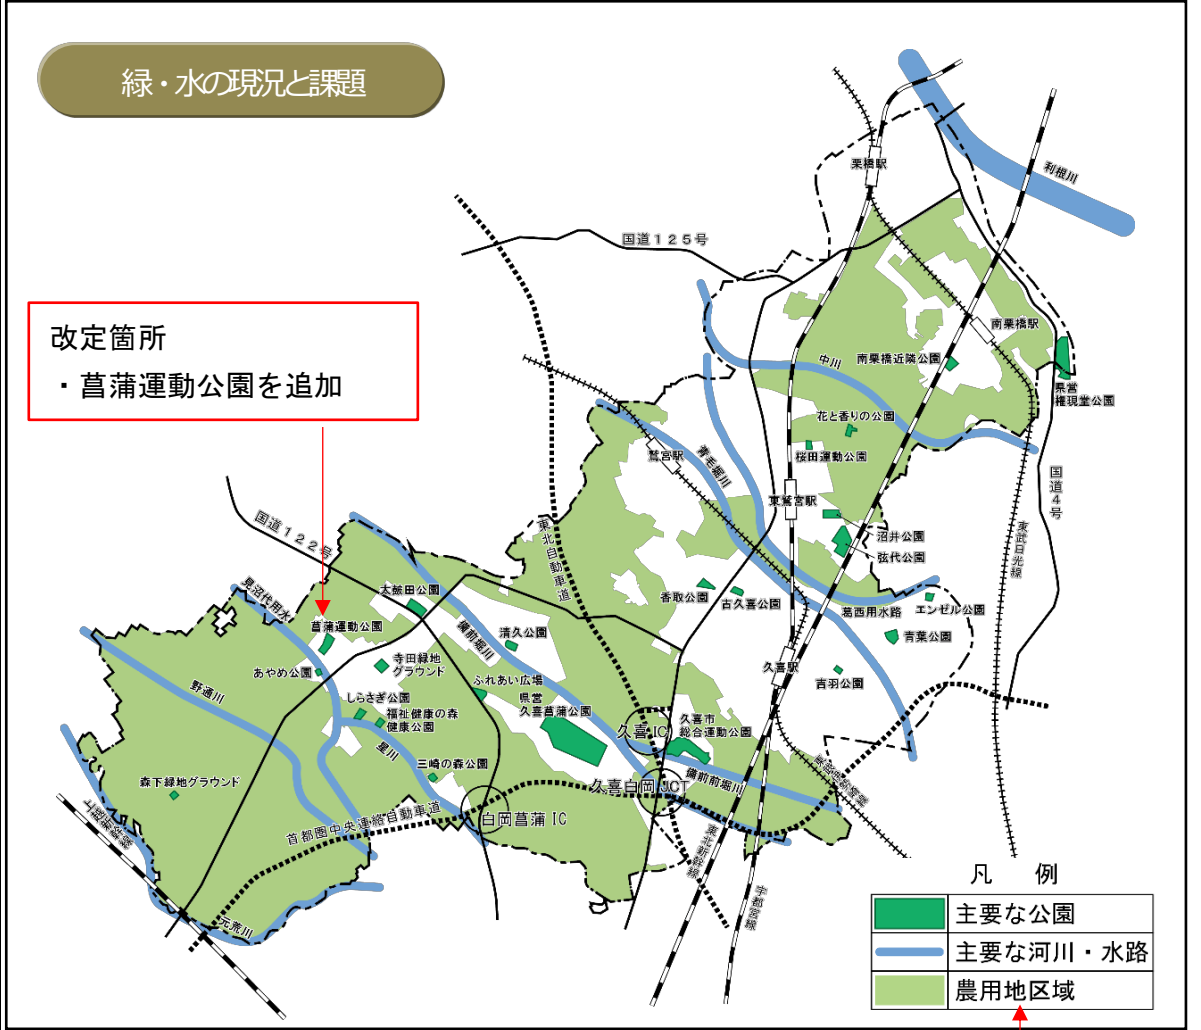 緑・水の現況と課題
栗橋駅
利根川
国道125号
改定箇所
・菖蒲運動公園を追加
南栗橋駅
中川
南栗橋近隣公園
県営
権現堂公園
花と香りの公園
桜田運動公園
鷲宮駅
青毛堀川
東鷲宮駅
国道4号
沼井公園
弦代公園
東武日光線
国道122号
東北自動車道
見沼代用水
太鼓田公園
香取公園
古久喜公園
葛西用水路
エンゼル公園
菖蒲運動公園
備前堀川
清久公園
青葉公園
あやめ公園
寺田緑地
グラウンド
ふれあい広場
久喜駅
吉羽公園
野通川
しらさぎ公園
県営
久喜菖蒲公園
福祉健康の森
健康公園
久喜IC
久喜市
総合運動公園
星川
三崎の森公園
備前前堀川
森下緑地グラウンド
久喜白岡JCT
白岡菖蒲IC
首都圏中央連絡自動車道
上越新幹線
東北新幹線
宇都宮線
元荒川
凡 例
主要な公園
主要な河川・水路
農用地区域